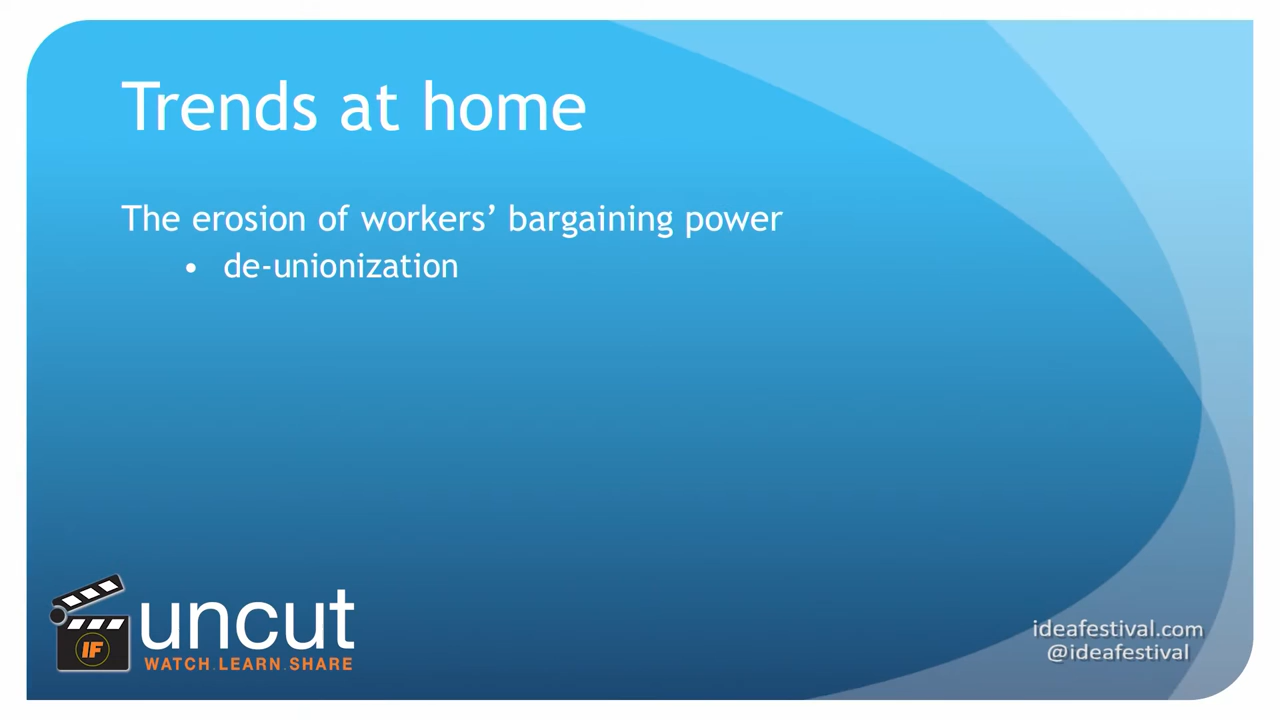 Trends at home
The erosion of workers’ bargaining power
• de-unionization
IF
uncut
WATCH.LEARN.SHARE
ideafestival.com
@ideafestival